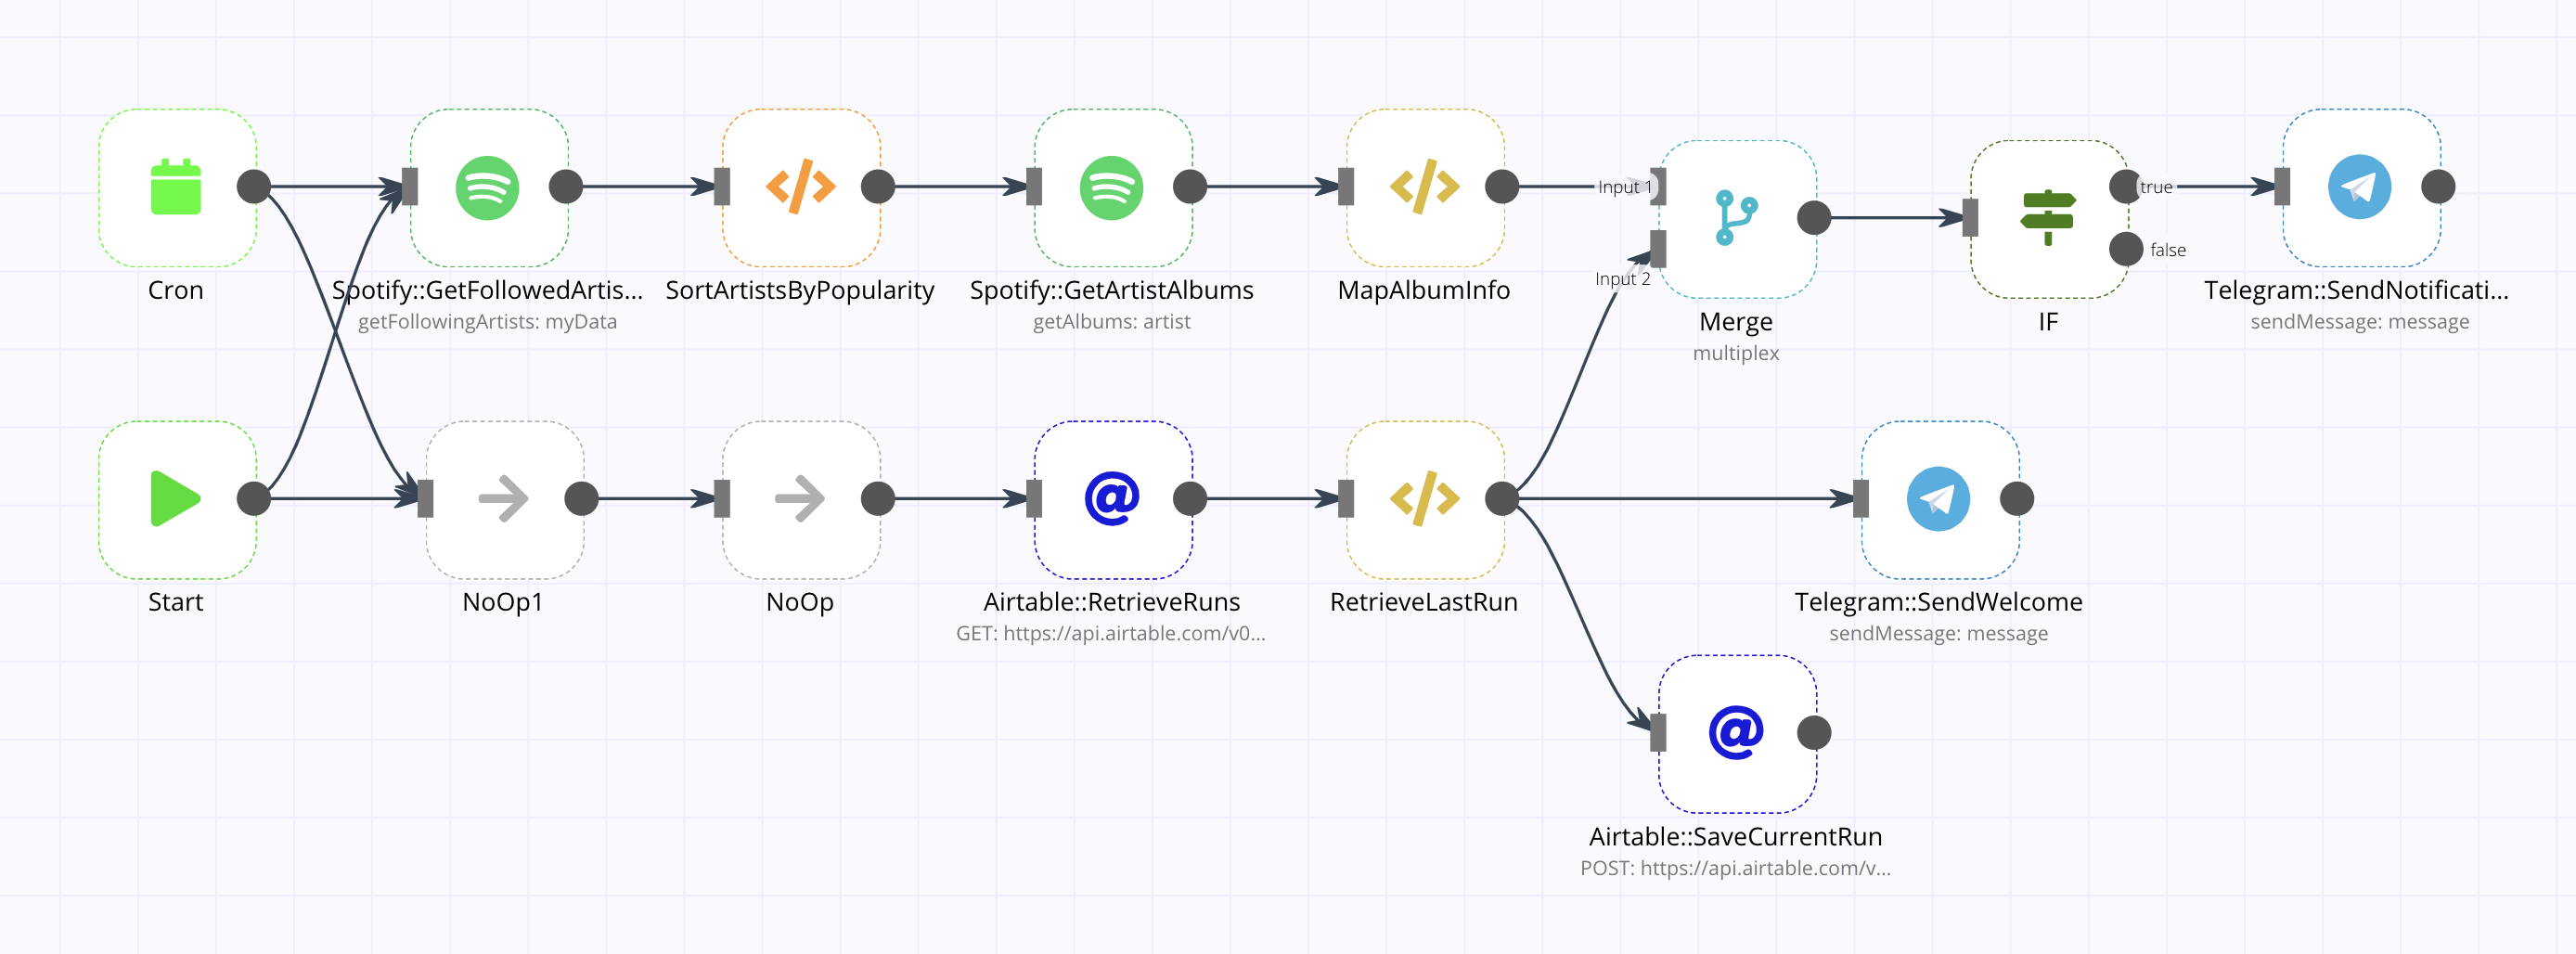 Input 1
true
false
Input 2
Cron
Spotify::GetFollowedArtis...
getFollowingArtists: myData
SortArtistsByPopularity
Spotify::GetArtistAlbums
getAlbums: artist
MapAlbumInfo
Merge
multiplex
IF
Telegram::SendNotificati...
sendMessage: message
Start
NoOp1
NoOp
Airtable::RetrieveRuns
GET: https://api.airtable.com/v0...
RetrieveLastRun
Telegram::SendWelcome
sendMessage: message
Airtable::SaveCurrentRun
POST: https://api.airtable.com/v...